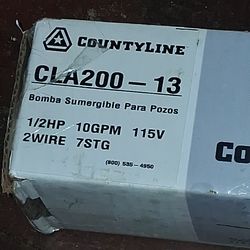 COUNTYLINE
CLA200-13
Bomba Sumergible Para Pozos
1/2HP 10GPM 115V
2WIRE 7STG
(800) 535-4950
CO